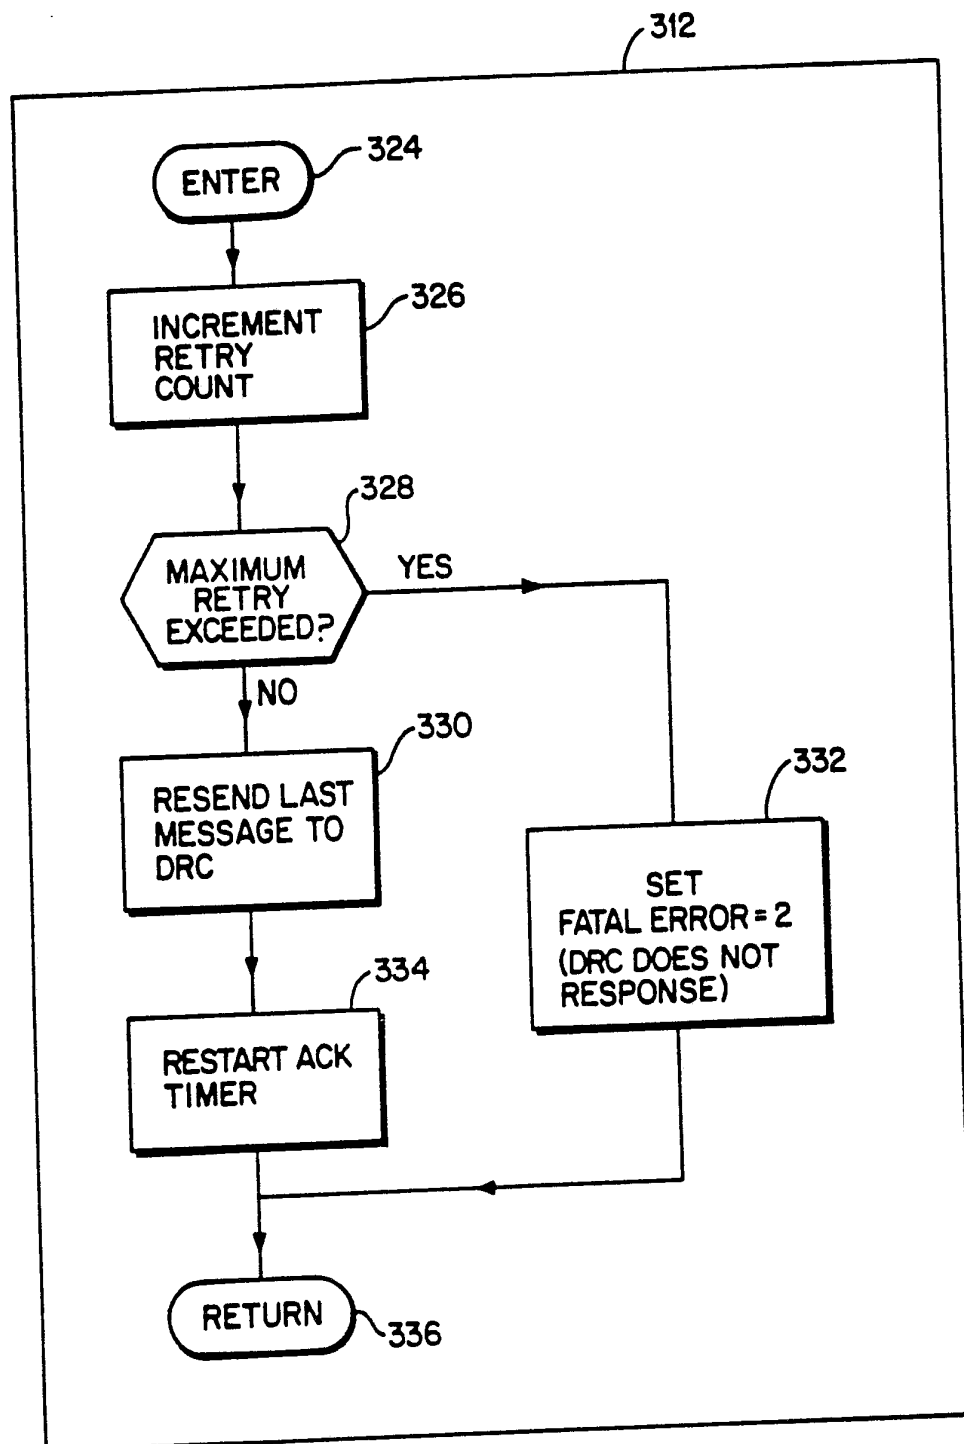 312
ENTER
324
INCREMENT
RETRY
COUNT
326
328
MAXIMUM
RETRY
EXCEEDED?
YES
NO
330
RESEND LAST
MESSAGE TO
DRC
332
SET
FATAL ERROR = 2
(DRC DOES NOT
RESPONSE)
334
RESTART ACK
TIMER
RETURN
336